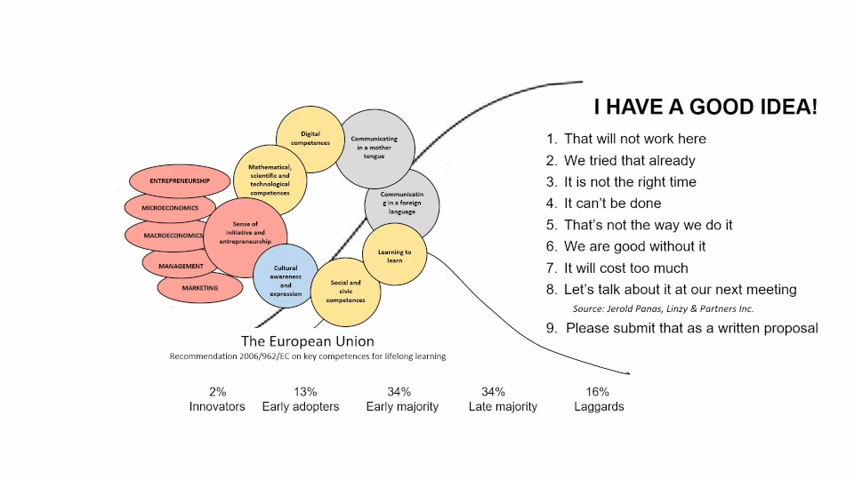 I HAVE A GOOD IDEA!
1. That will not work here
2. We tried that already
3. It is not the right time
4. It can't be done
5. That's not the way we do it
6. We are good without it
7. It will cost too much
8. Let's talk about it at our next meeting
Source: Jerold Panas, Linzy & Partners Inc.
9. Please submit that as a written proposal
Digital
competences
Communicating
in a mother
tongue
Mathematical,
scientific and
technological
competences
Communicatin
g in a foreign
language
Sense of
initiative and
entrepreneurship
Learning to
learn
Cultural
awareness
and
expression
Social and
civic
competences
ENTREPRENEURSHIP
MICROECONOMICS
MACROECONOMICS
MANAGEMENT
MARKETING
The European Union
Recommendation 2006/962/EC on key competences for lifelong learning
2%
Innovators
13%
Early adopters
34%
Early majority
34%
Late majority
16%
Laggards